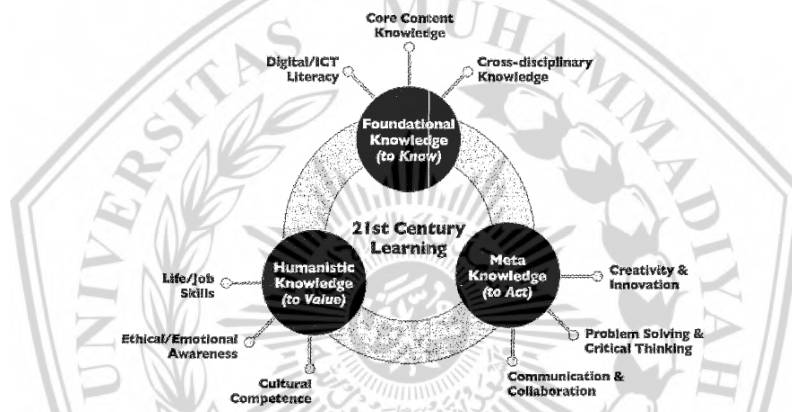 Core Content
Knowledge
Digital/ICT
Literacy
Cross-disciplinary
Knowledge
Foundational
Knowledge
(to Know)
21st Century
Learning
Humanistic
Knowledge
(to Value)
Meta
Knowledge
(to Act)
Life/Job
Skills
Ethical/Emotional
Awareness
Cultural
Competence
Creativity &
Innovation
Problem Solving &
Critical Thinking
Communication &
Collaboration
UNIVERSITAS MUHAMMADIYAH